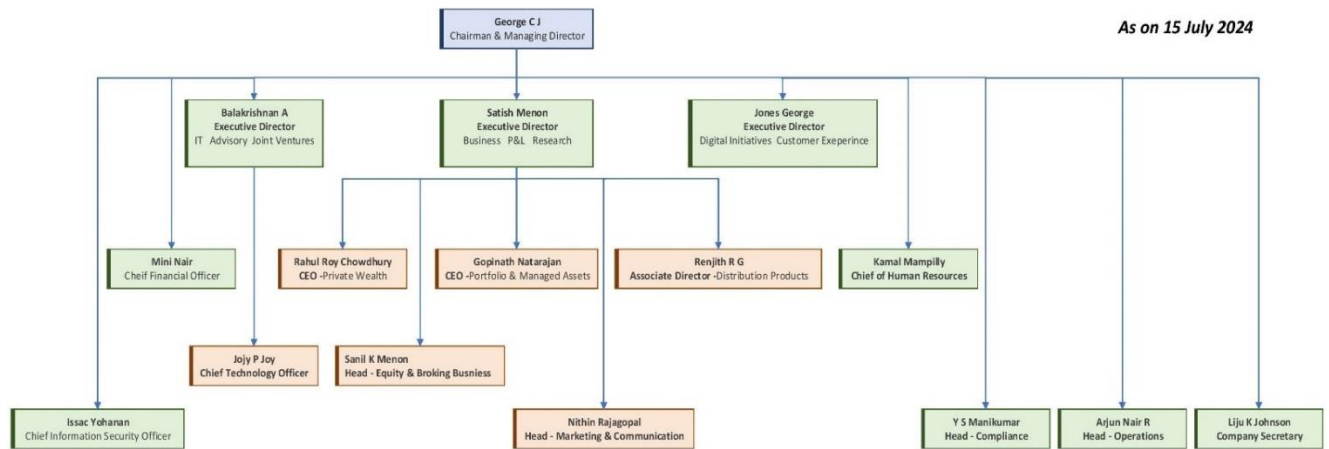 George C J
Chairman & Managing Director
As on 15 July 2024
Balakrishnan A
Executive Director
IT Advisory Joint Ventures
Satish Menon
Executive Director
Business P&L Research
Jones George
Executive Director
Digital Initiatives Customer Exeperince
Mini Nair
Cheif Financial Officer
Rahul Roy Chowdhury
CEO -Private Wealth
Gopinath Natarajan
CEO -Portfolio & Managed Assets
Renjith R G
Associate Director -Distribution Products
Kamal Mampilly
Chief of Human Resources
Jojy P Joy
Chief Technology Officer
Sanil K Menon
Head - Equity & Broking Busniess
Issac Yohanan
Chief Information Security Officer
Nithin Rajagopal
Head - Marketing & Communication
Y S Manikumar
Head - Compliance
Arjun Nair R
Head - Operations
Liju K Johnson
Company Secretary